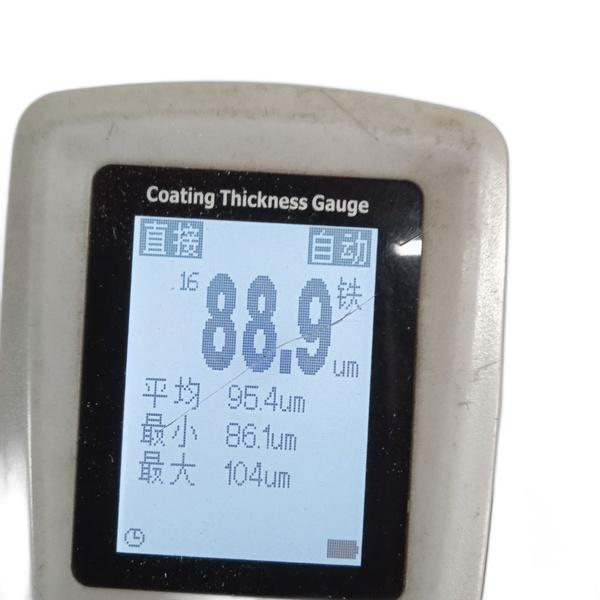 Coating Thickness Gauge
直接 自动
.16 88.9 铁
um
平均 95.4um
最小 86.1um
最大 104um